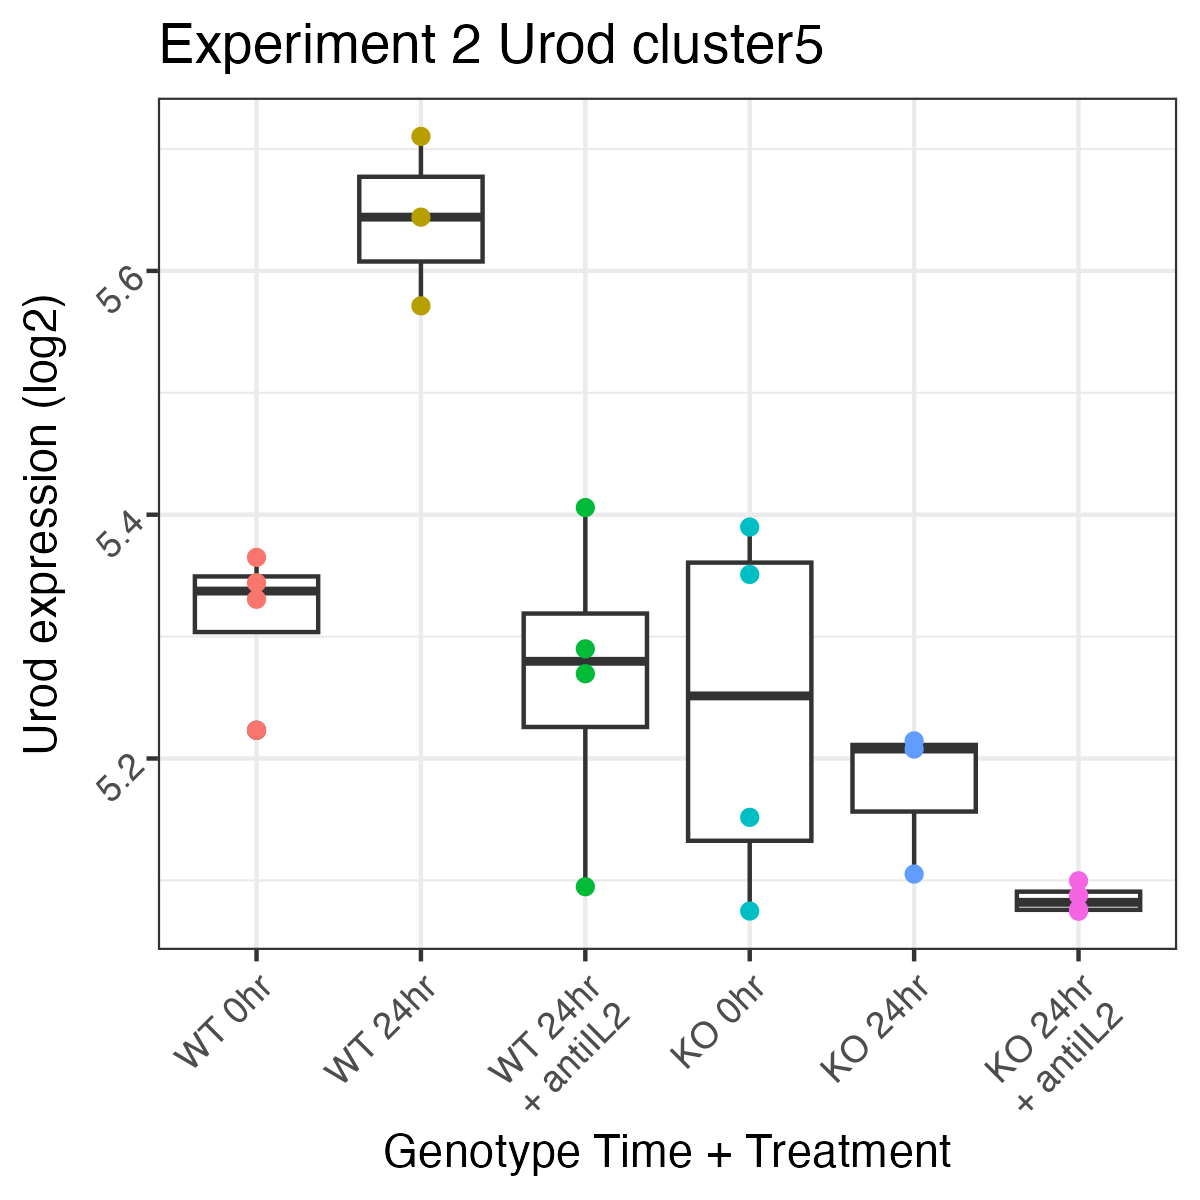 Experiment 2 Urod cluster5
Urod expression (log2)
5.6
5.4
5.2
WT 0hr
WT 24hr
WT 24hr
+ antiIL2
KO 0hr
KO 24hr
KO 24hr
+ antiIL2
Genotype Time + Treatment